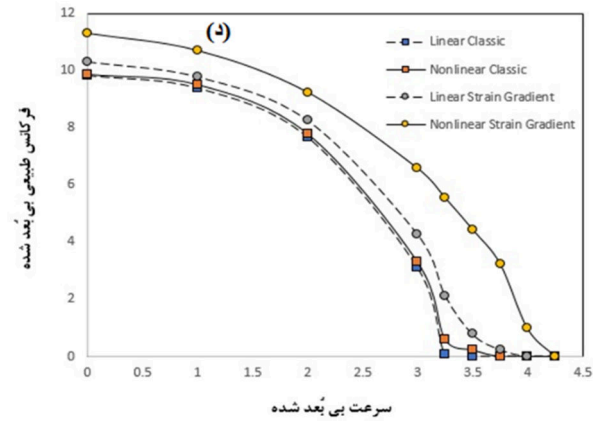 (د)
Linear Classic
Nonlinear Classic
Linear Strain Gradient
Nonlinear Strain Gradient
فرکانس طبیعی بی بُعد شده
12
10
8
6
4
2
0
0 0.5 1 1.5 2 2.5 3 3.5 4 4.5
سرعت بی بُعد شده